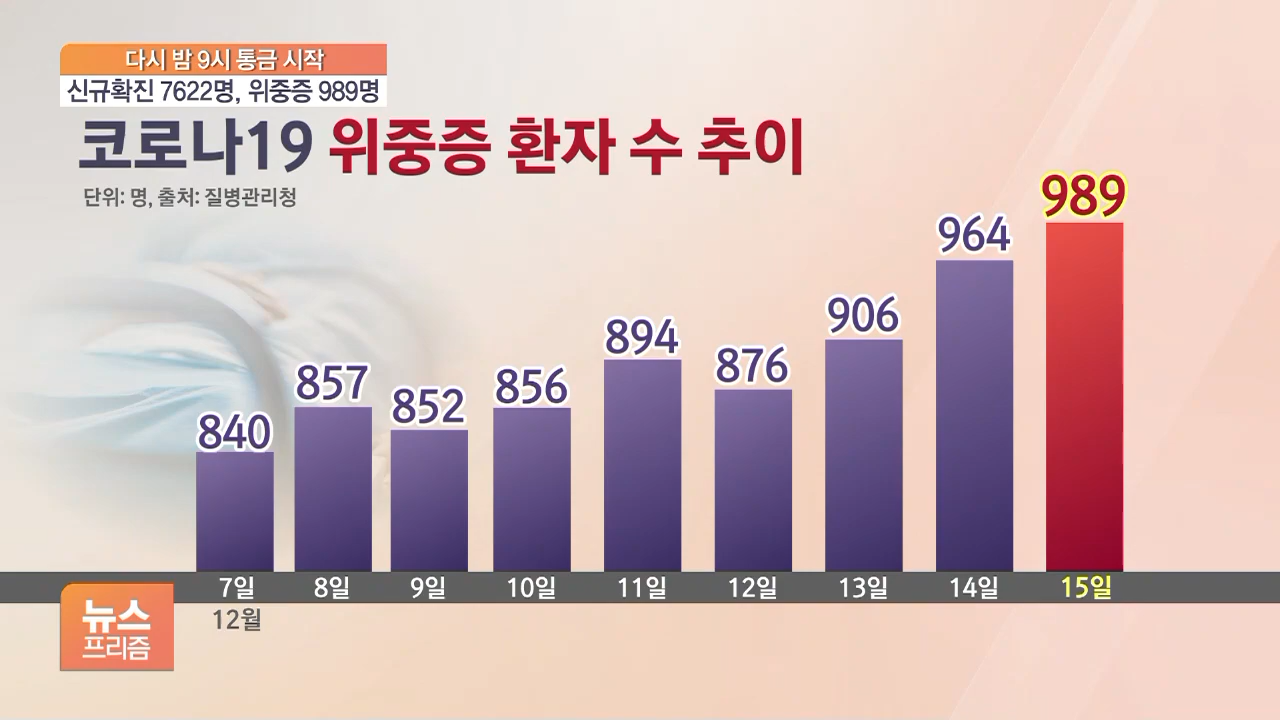 다시 밤 9시 통금 시작
신규확진 7622명, 위중증 989명
코로나19 위중증 환자 수 추이
단위: 명, 출처: 질병관리청
840
857
852
856
894
876
906
964
989
7일 8일 9일 10일 11일 12일 13일 14일 15일
12월
뉴스
프리즘